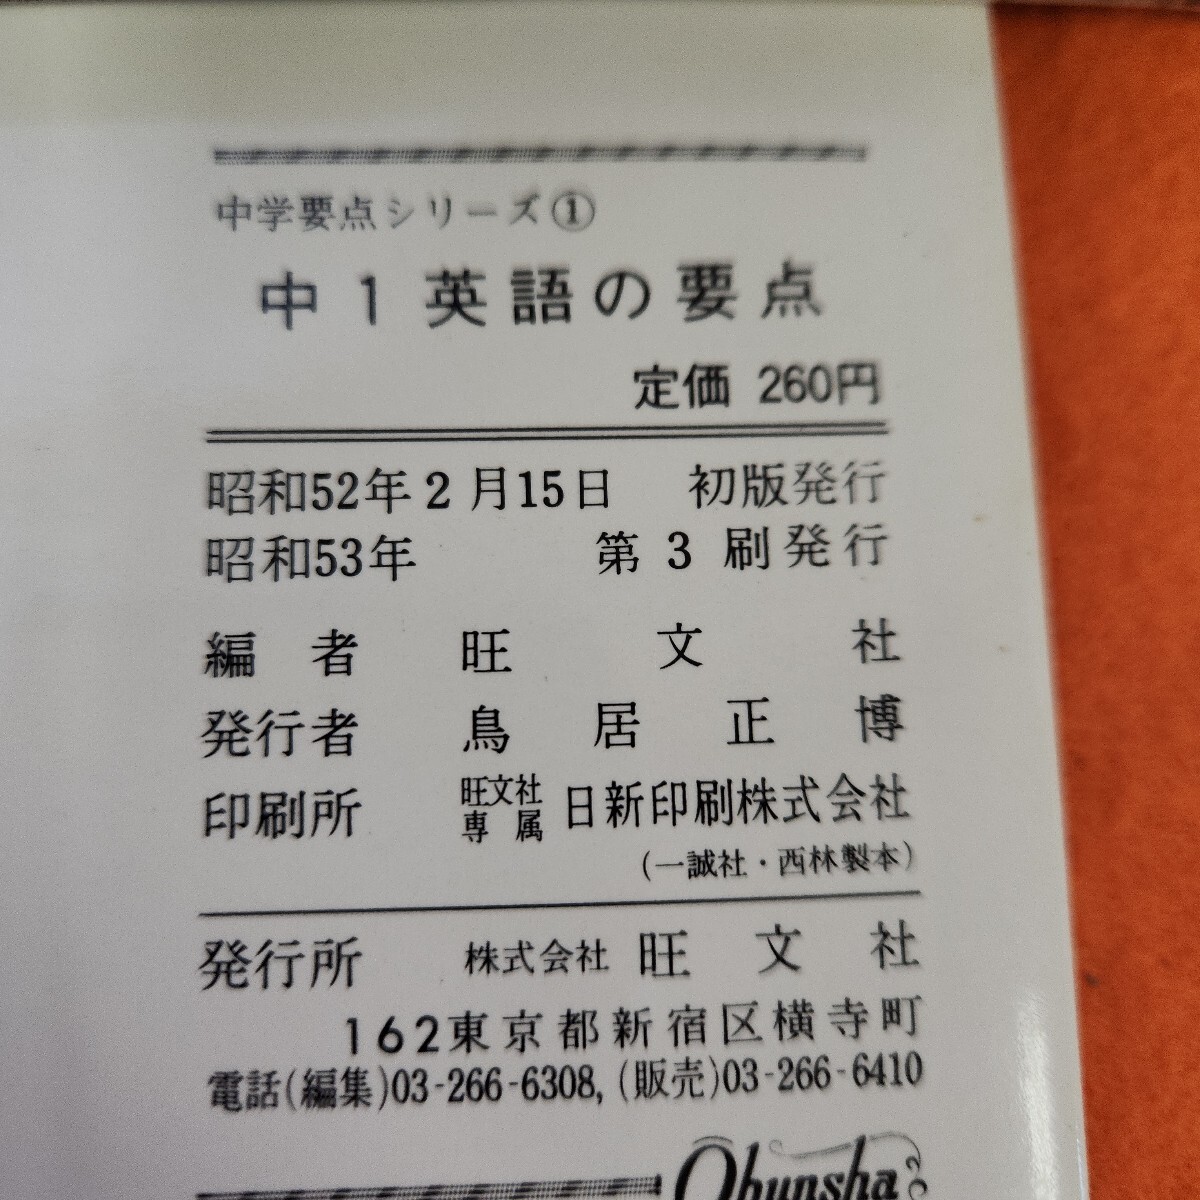 中学要点シリーズ①
中1英語の要点
定価 260円
昭和52年2月15日 初版発行
昭和53年 第3刷発行
編者 旺文社
発行者 鳥居正博
印刷所 旺文社専属 日新印刷株式会社
(一誠社・西林製本)
発行所 株式会社 旺文社
162東京都新宿区横寺町
電話(編集)03-266-6308, (販売)03-266-6410
Obunsha